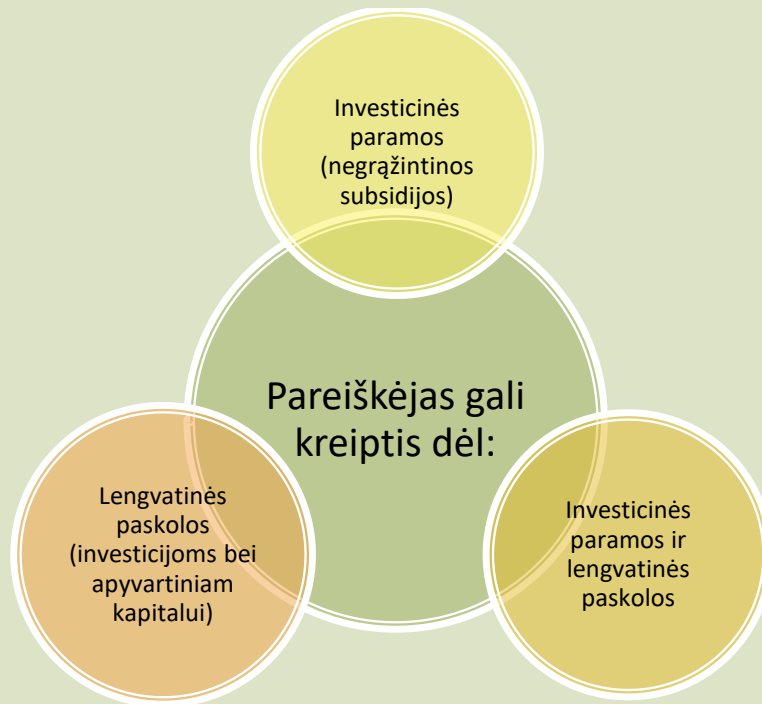 Investicinės
paramos
(negrąžintinos
subsidijos)
Pareiškėjas gali
kreiptis dėl:
Lengvatinės
paskolos
(investicijoms bei
apyvartiniam
kapitalui)
Investicinės
paramos ir
lengvatinės
paskolos